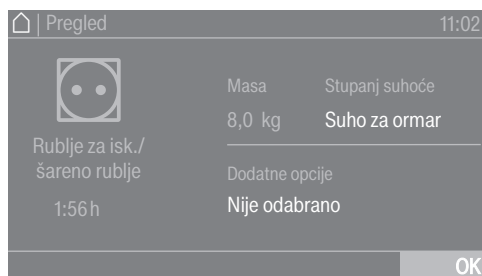 | Pregled 11:02
Masa Stupanj suhoće
8,0 kg Suho za ormar
Rublje za isk./
šareno rublje
1:56 h
Dodatne opcije
Nije odabrano
OK